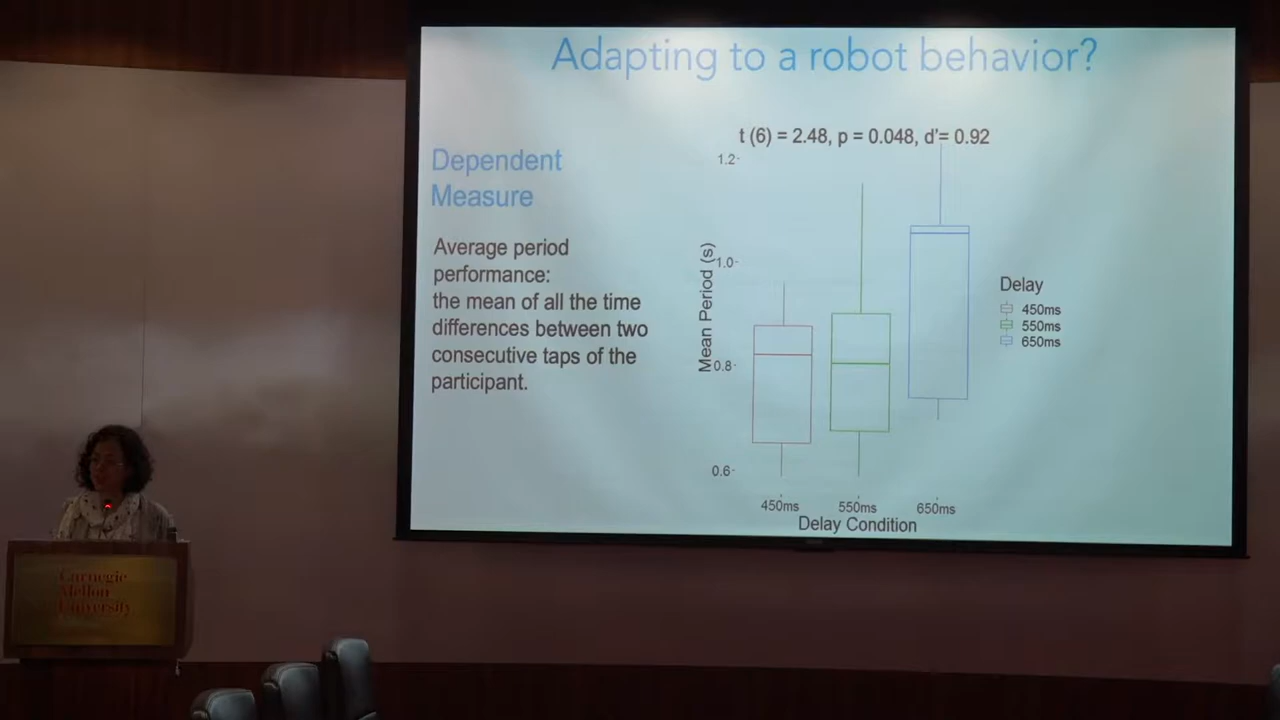 Adapting to a robot behavior?
Dependent
Measure
Average period
performance:
the mean of all the time
differences between two
consecutive taps of the
participant.
t (6) = 2.48, p = 0.048, d'= 0.92
1.2
1.0
0.8
0.6
Mean Period (s)
450ms
550ms
650ms
Delay Condition
Delay
450ms
550ms
650ms
Carnegie
Mellon
University